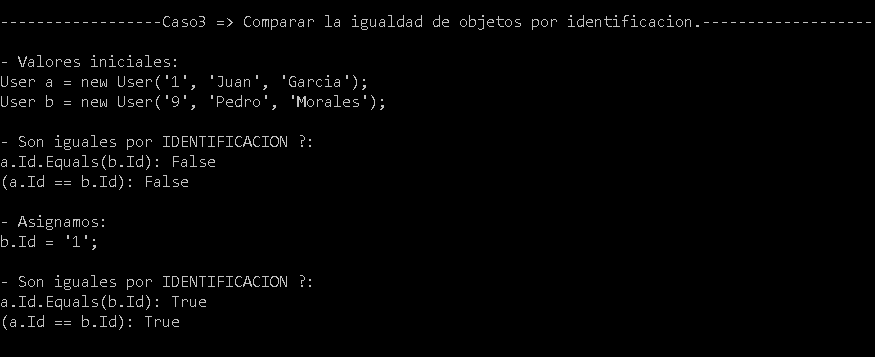 ------------------Caso3 => Comparar la igualdad de objetos por identificacion.-------------------
- Valores iniciales:
User a = new User('1', 'Juan', 'Garcia');
User b = new User('9', 'Pedro', 'Morales');
- Son iguales por IDENTIFICACION ?:
a.Id.Equals(b.Id): False
(a.Id == b.Id): False
- Asignamos:
b.Id = '1';
- Son iguales por IDENTIFICACION ?:
a.Id.Equals(b.Id): True
(a.Id == b.Id): True